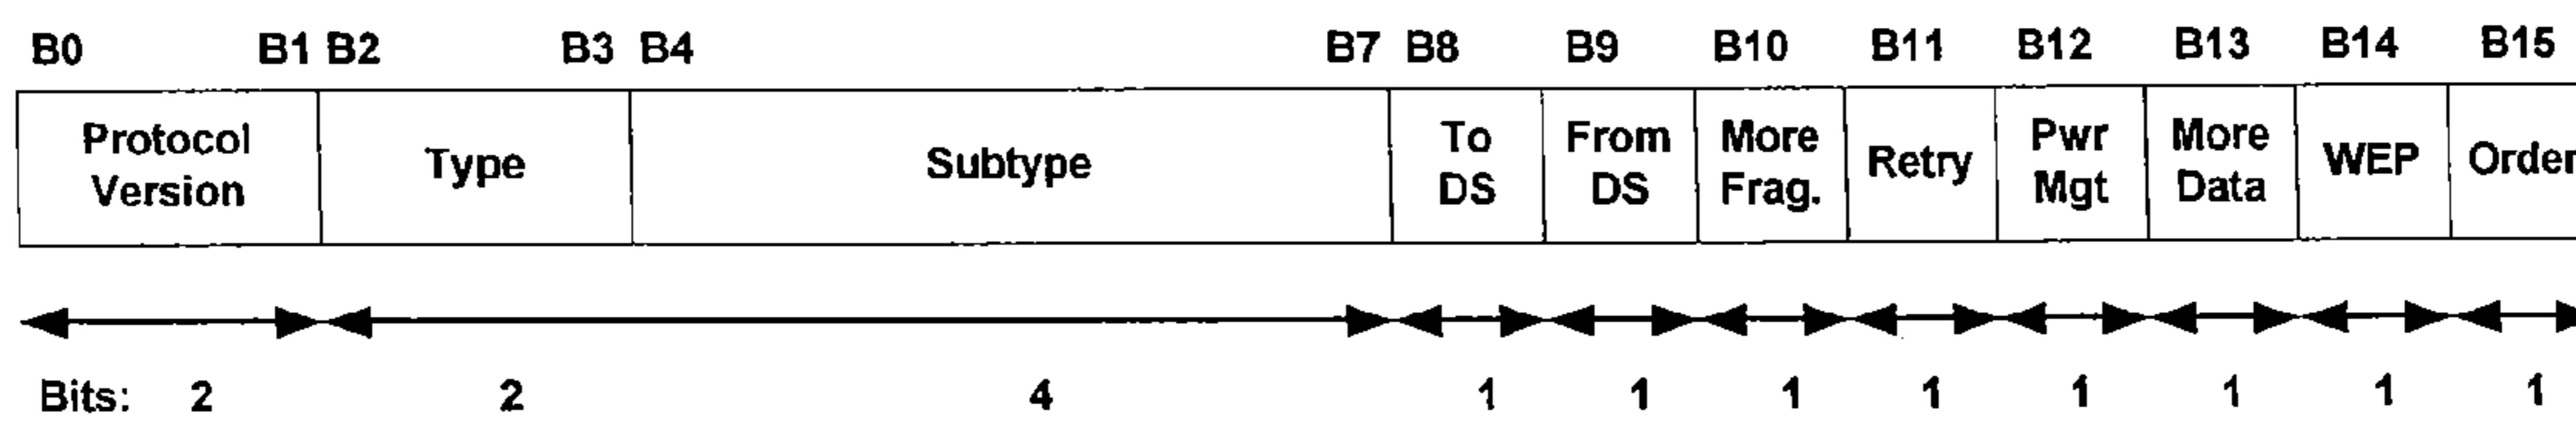 B0 B1 B2 B3 B4 B7 B8 B9 B10 B11 B12 B13 B14 B15
Protocol
Version
Type
Subtype
To
DS
From
DS
More
Frag.
Retry
Pwr
Mgt
More
Data
WEP
Order
Bits: 2 2 4 1 1 1 1 1 1 1 1